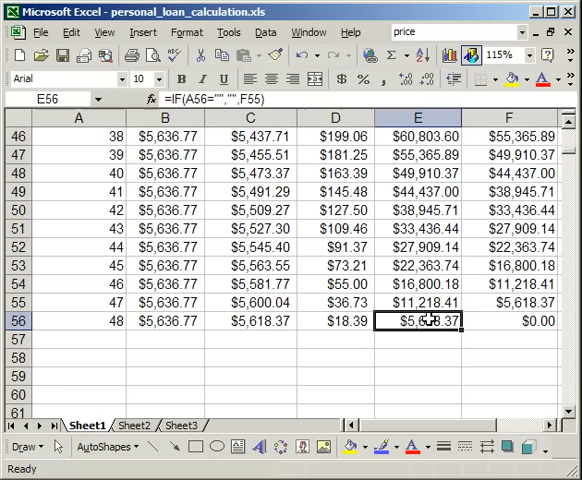 Microsoft Excel - personal_loan_calculation.xls
File Edit View Insert Format Tools Data Window Help price
115%
Arial 10 B I U $ % ,
E56 =IF(A56="","",F55)
A B C D E F
46 38 $5,636.77 $5,437.71 $199.06 $60,803.60 $55,365.89
47 39 $5,636.77 $5,455.51 $181.25 $55,365.89 $49,910.37
48 40 $5,636.77 $5,473.37 $163.39 $49,910.37 $44,437.00
49 41 $5,636.77 $5,491.29 $145.48 $44,437.00 $38,945.71
50 42 $5,636.77 $5,509.27 $127.50 $38,945.71 $33,436.44
51 43 $5,636.77 $5,527.30 $109.46 $33,436.44 $27,909.14
52 44 $5,636.77 $5,545.40 $91.37 $27,909.14 $22,363.74
53 45 $5,636.77 $5,563.55 $73.21 $22,363.74 $16,800.18
54 46 $5,636.77 $5,581.77 $55.00 $16,800.18 $11,218.41
55 47 $5,636.77 $5,600.04 $36.73 $11,218.41 $5,618.37
56 48 $5,636.77 $5,618.37 $18.39 $5,618.37 $0.00
57
58
59
60
61
Sheet1 Sheet2 Sheet3
Draw AutoShapes
Ready